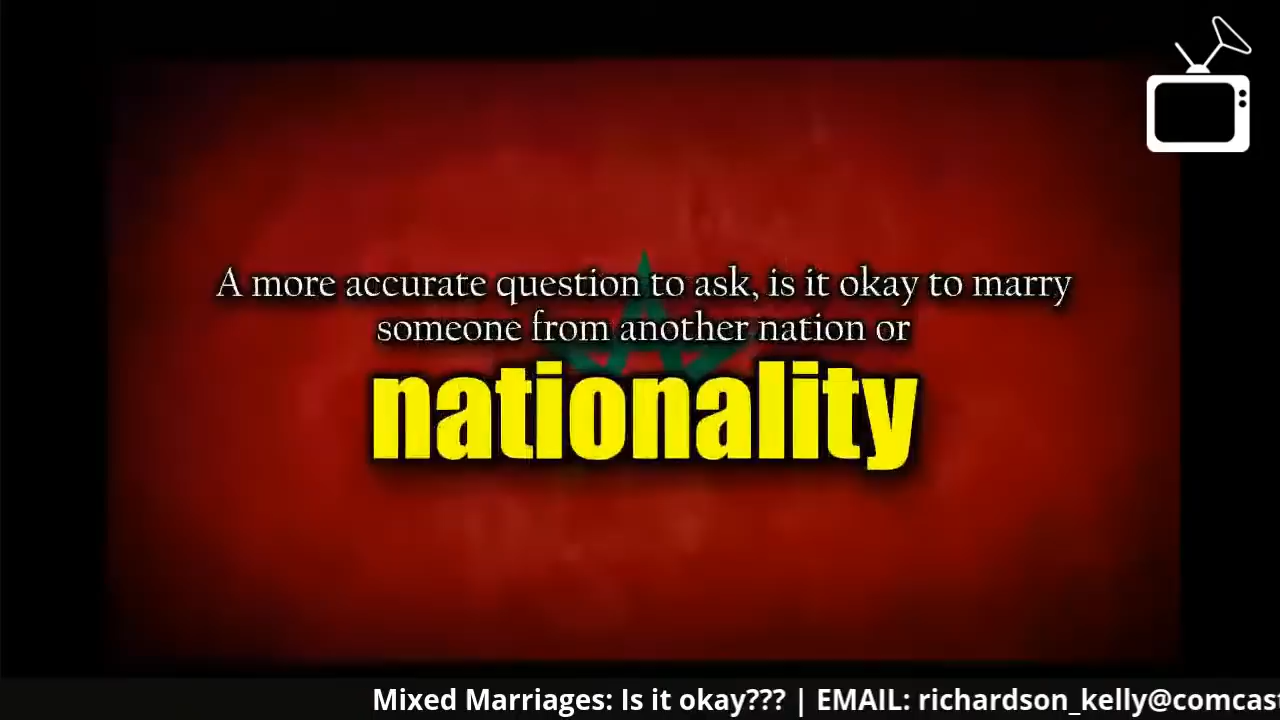 A more accurate question to ask, is it okay to marry
someone from another nation or
nationality
Mixed Marriages: Is it okay??? | EMAIL: richardson_kelly@comcas